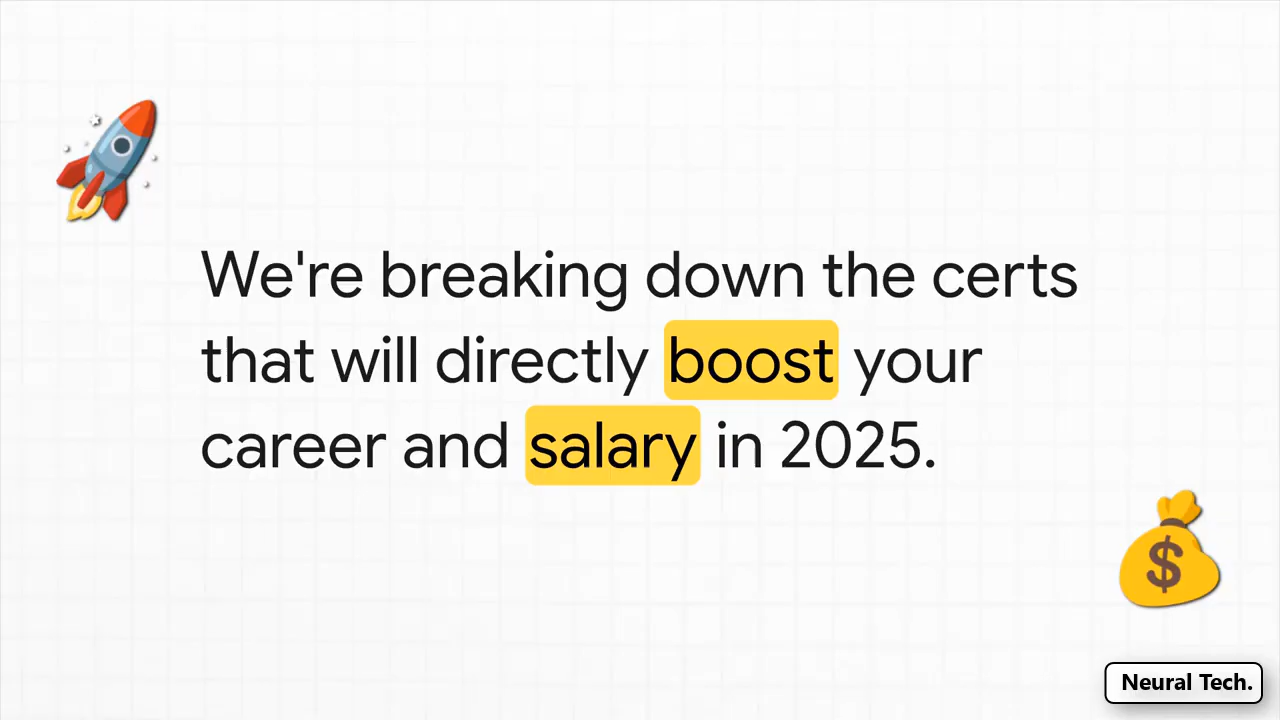 We're breaking down the certs
that will directly boost your
career and salary in 2025.
$
Neural Tech.